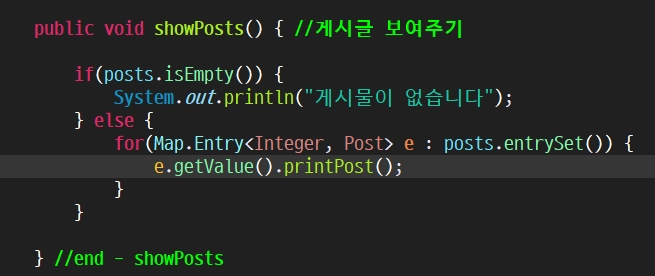 public void showPosts() { //게시글 보여주기
if(posts.isEmpty()) {
System.out.println("게시물이 없습니다");
} else {
for(Map.Entry<Integer, Post> e : posts.entrySet()) {
e.getValue().printPost();
}
}
} //end - showPosts